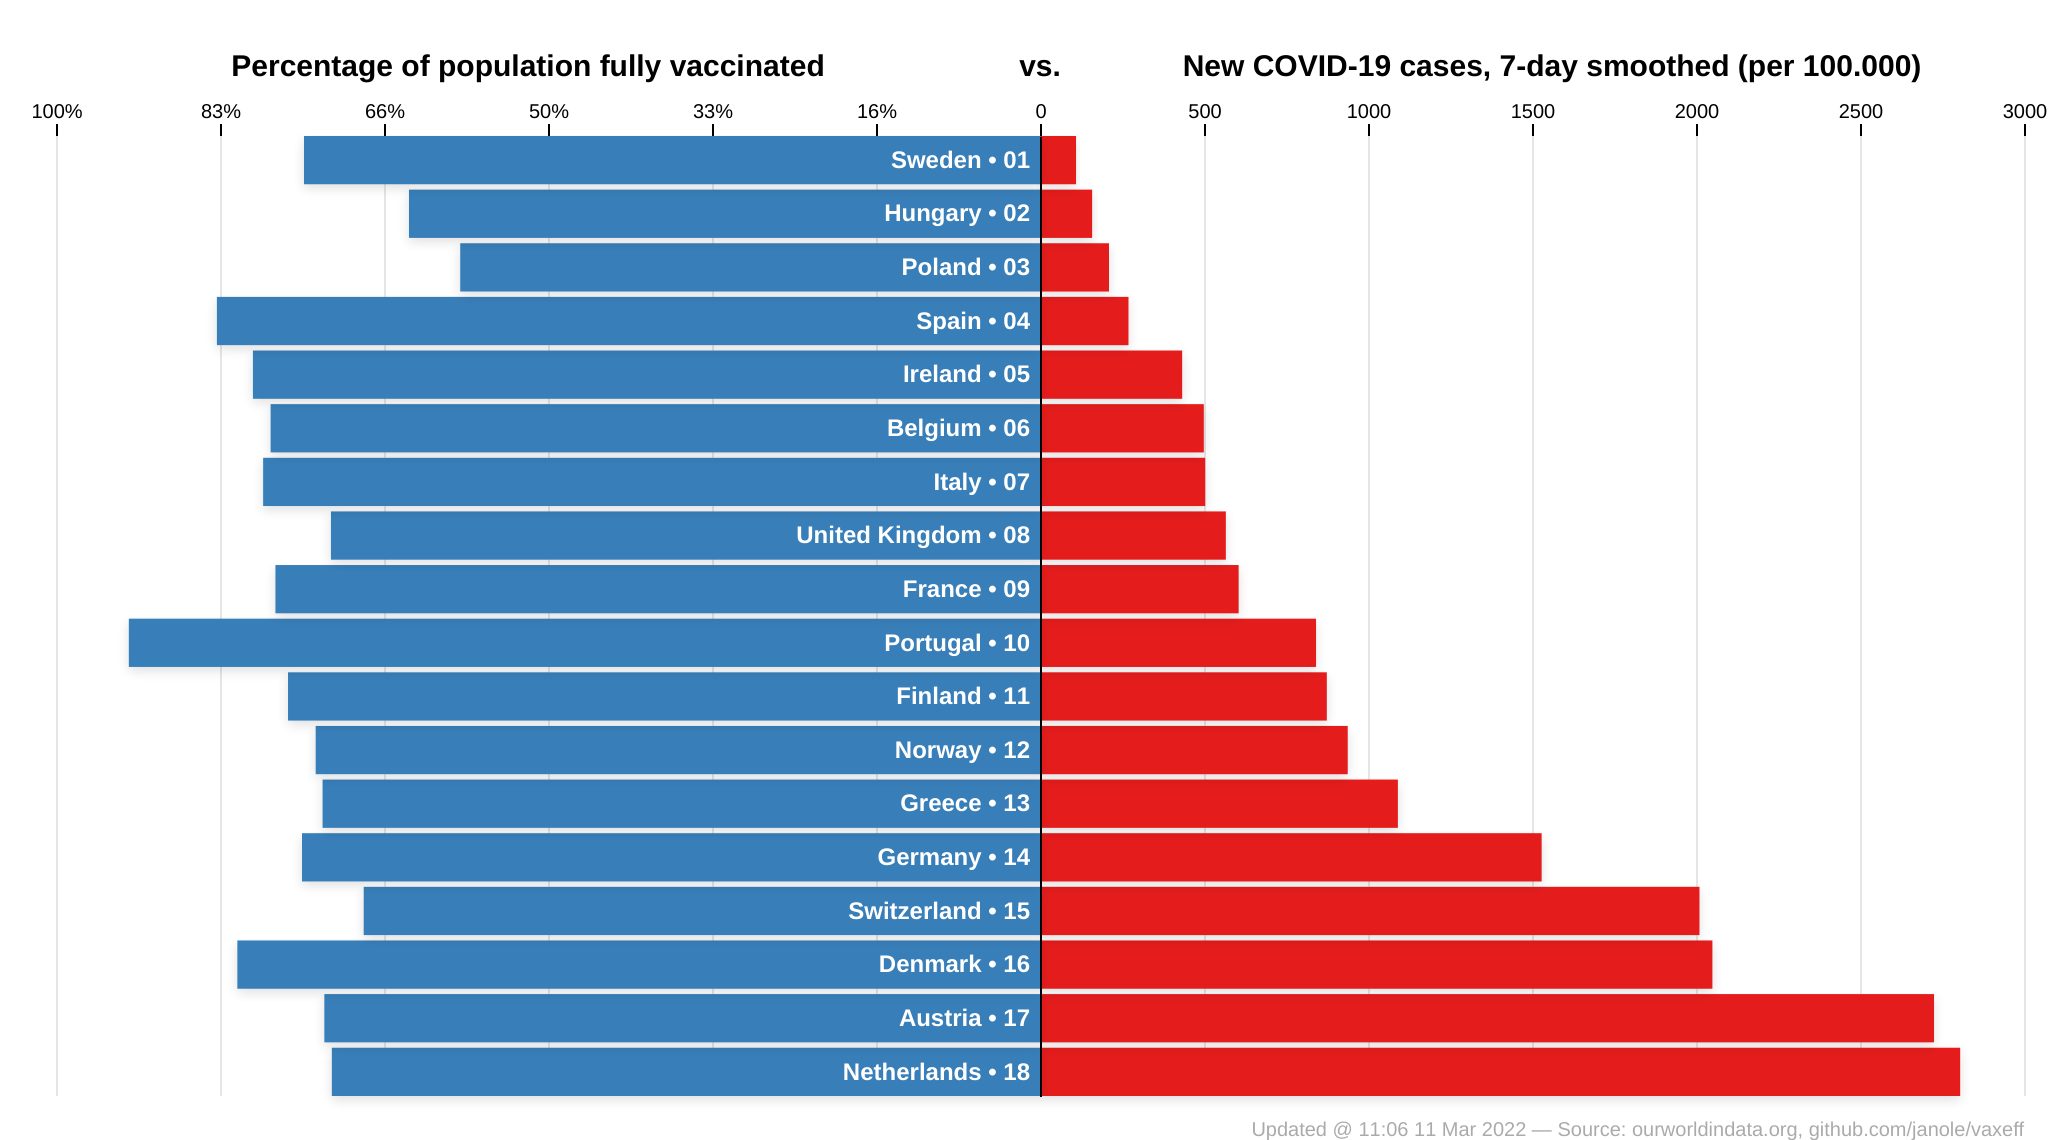 Percentage of population fully vaccinated vs. New COVID-19 cases, 7-day smoothed (per 100.000)
100% 83% 66% 50% 33% 16% 0 500 1000 1500 2000 2500 3000
Sweden • 01
Hungary • 02
Poland • 03
Spain • 04
Ireland • 05
Belgium • 06
Italy • 07
United Kingdom • 08
France • 09
Portugal • 10
Finland • 11
Norway • 12
Greece • 13
Germany • 14
Switzerland • 15
Denmark • 16
Austria • 17
Netherlands • 18
Updated @ 11:06 11 Mar 2022 — Source: ourworldindata.org, github.com/janole/vaxeff